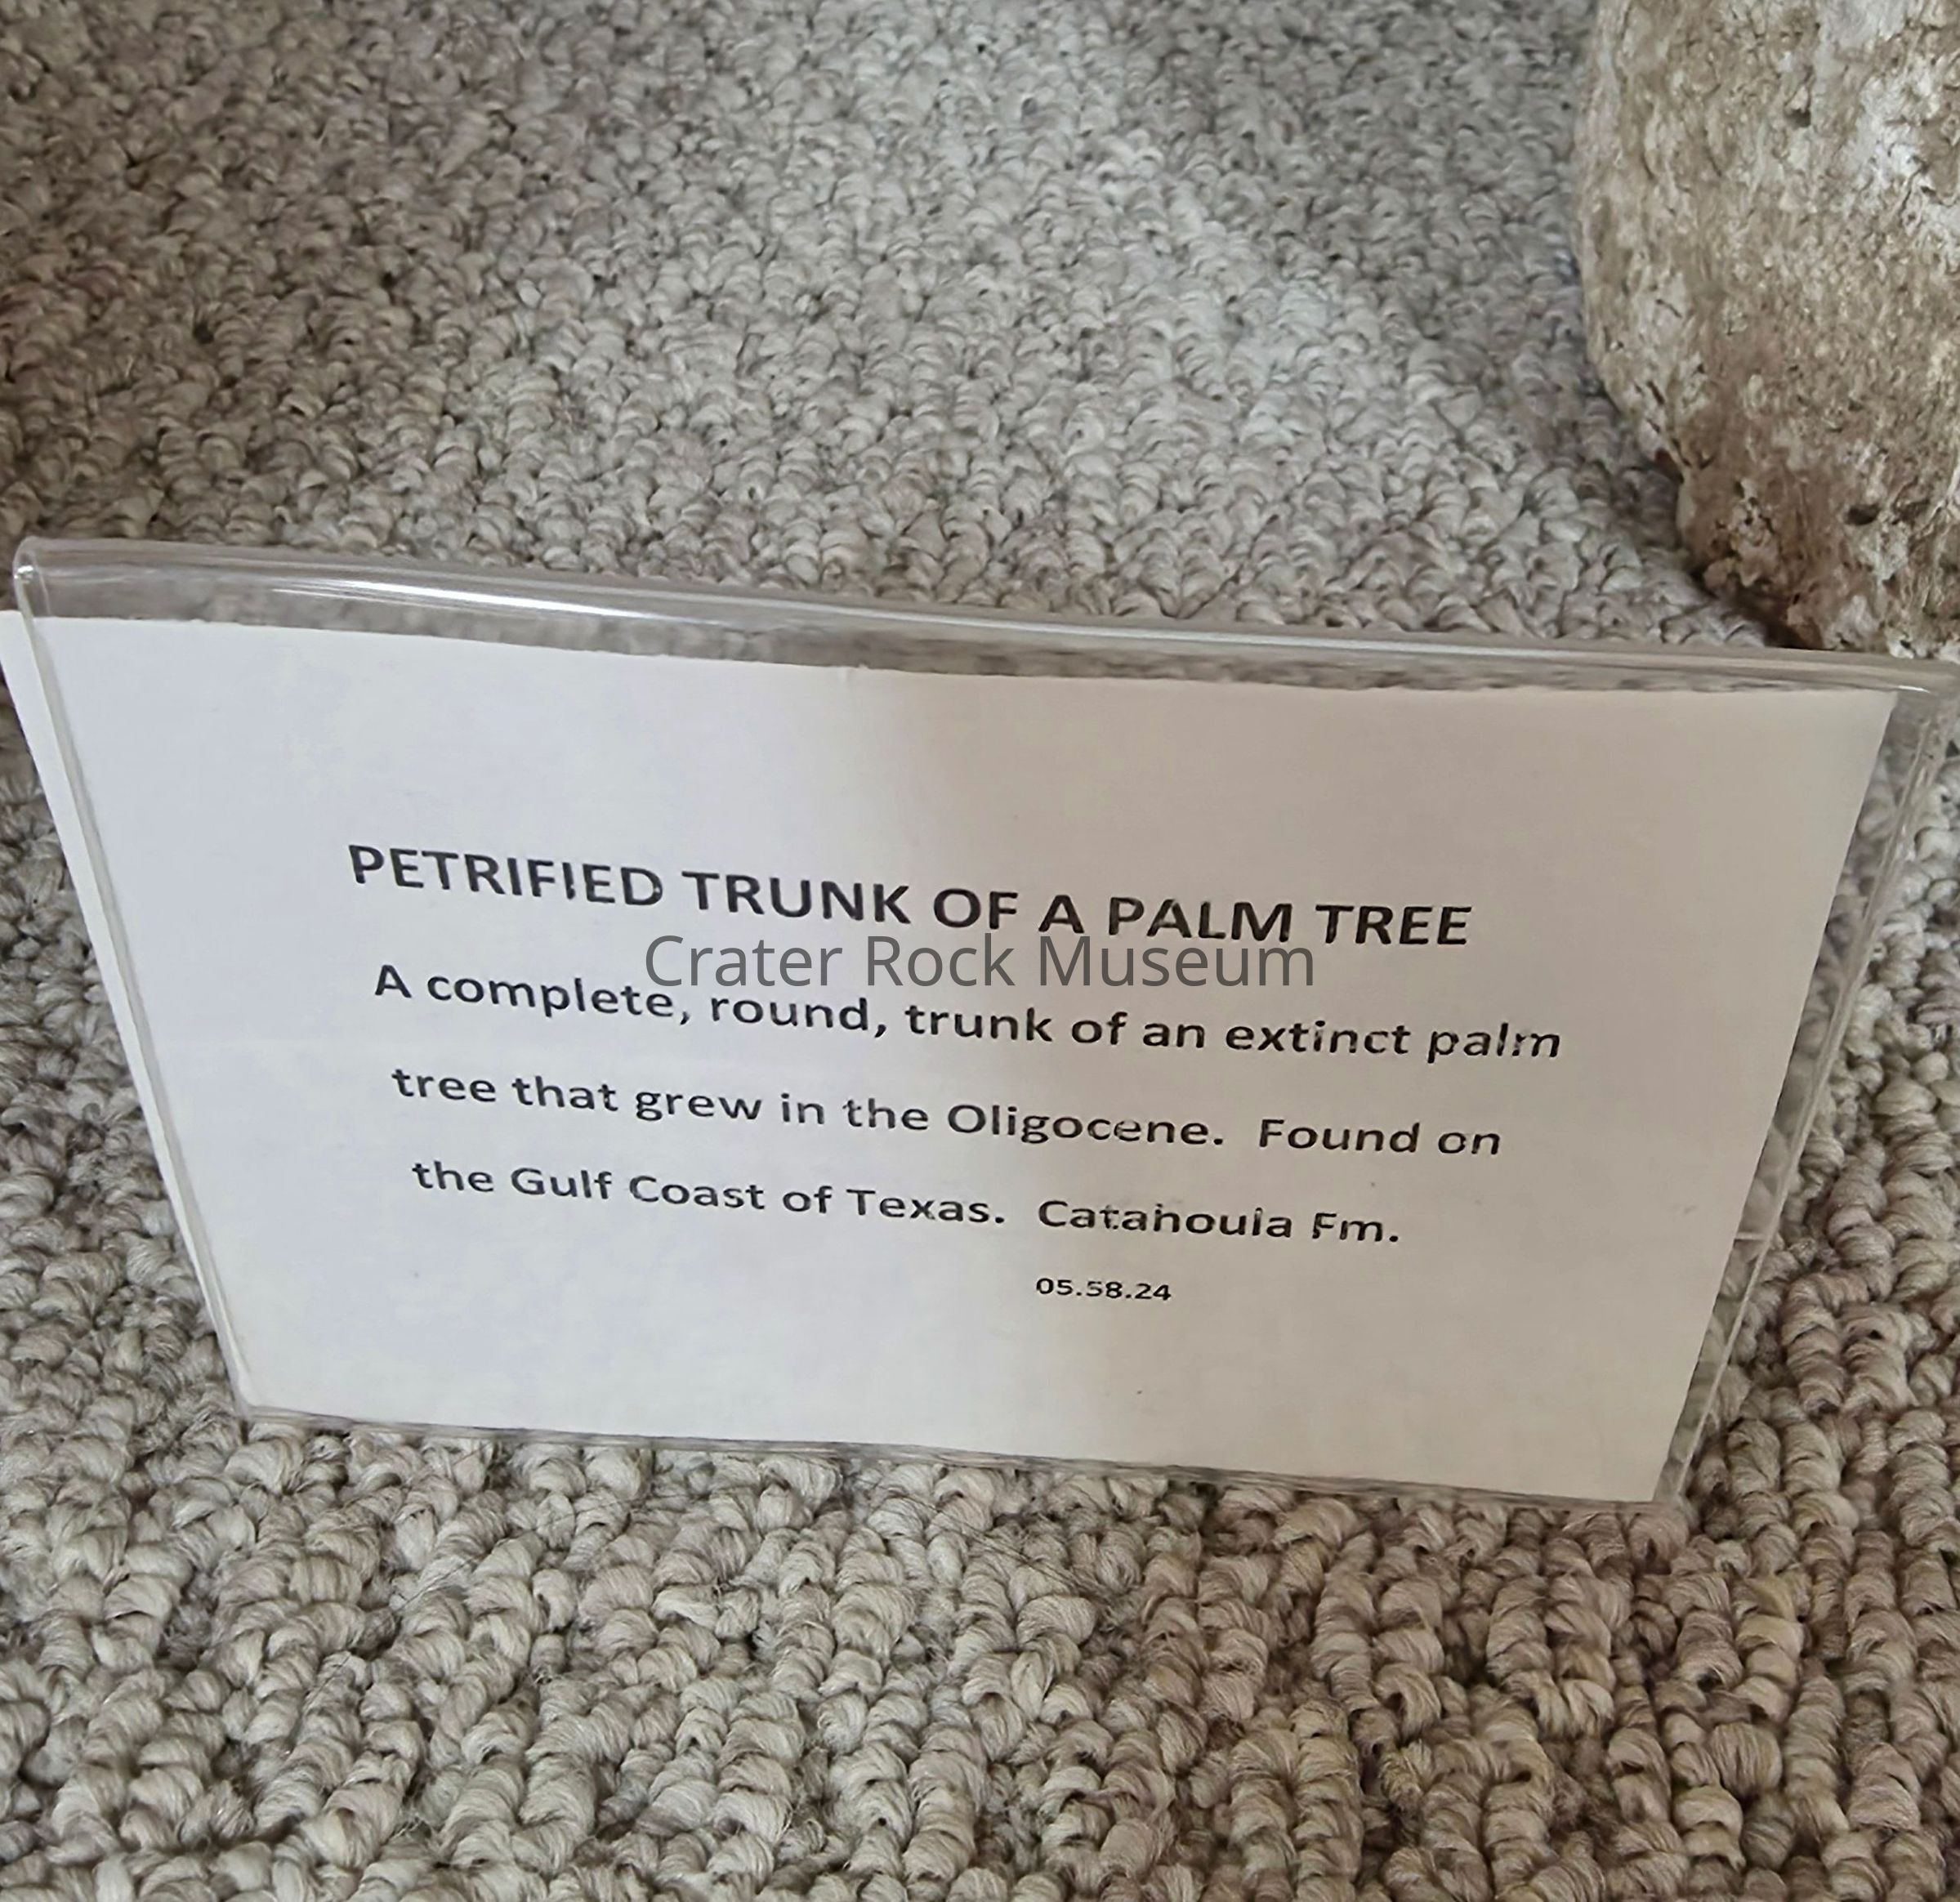 PETRIFIED TRUNK OF A PALM TREE
Crater Rock Museum
A complete, round, trunk of an extinct palm
tree that grew in the Oligocene. Found on
the Gulf Coast of Texas. Catahoula Fm.
05.58.24